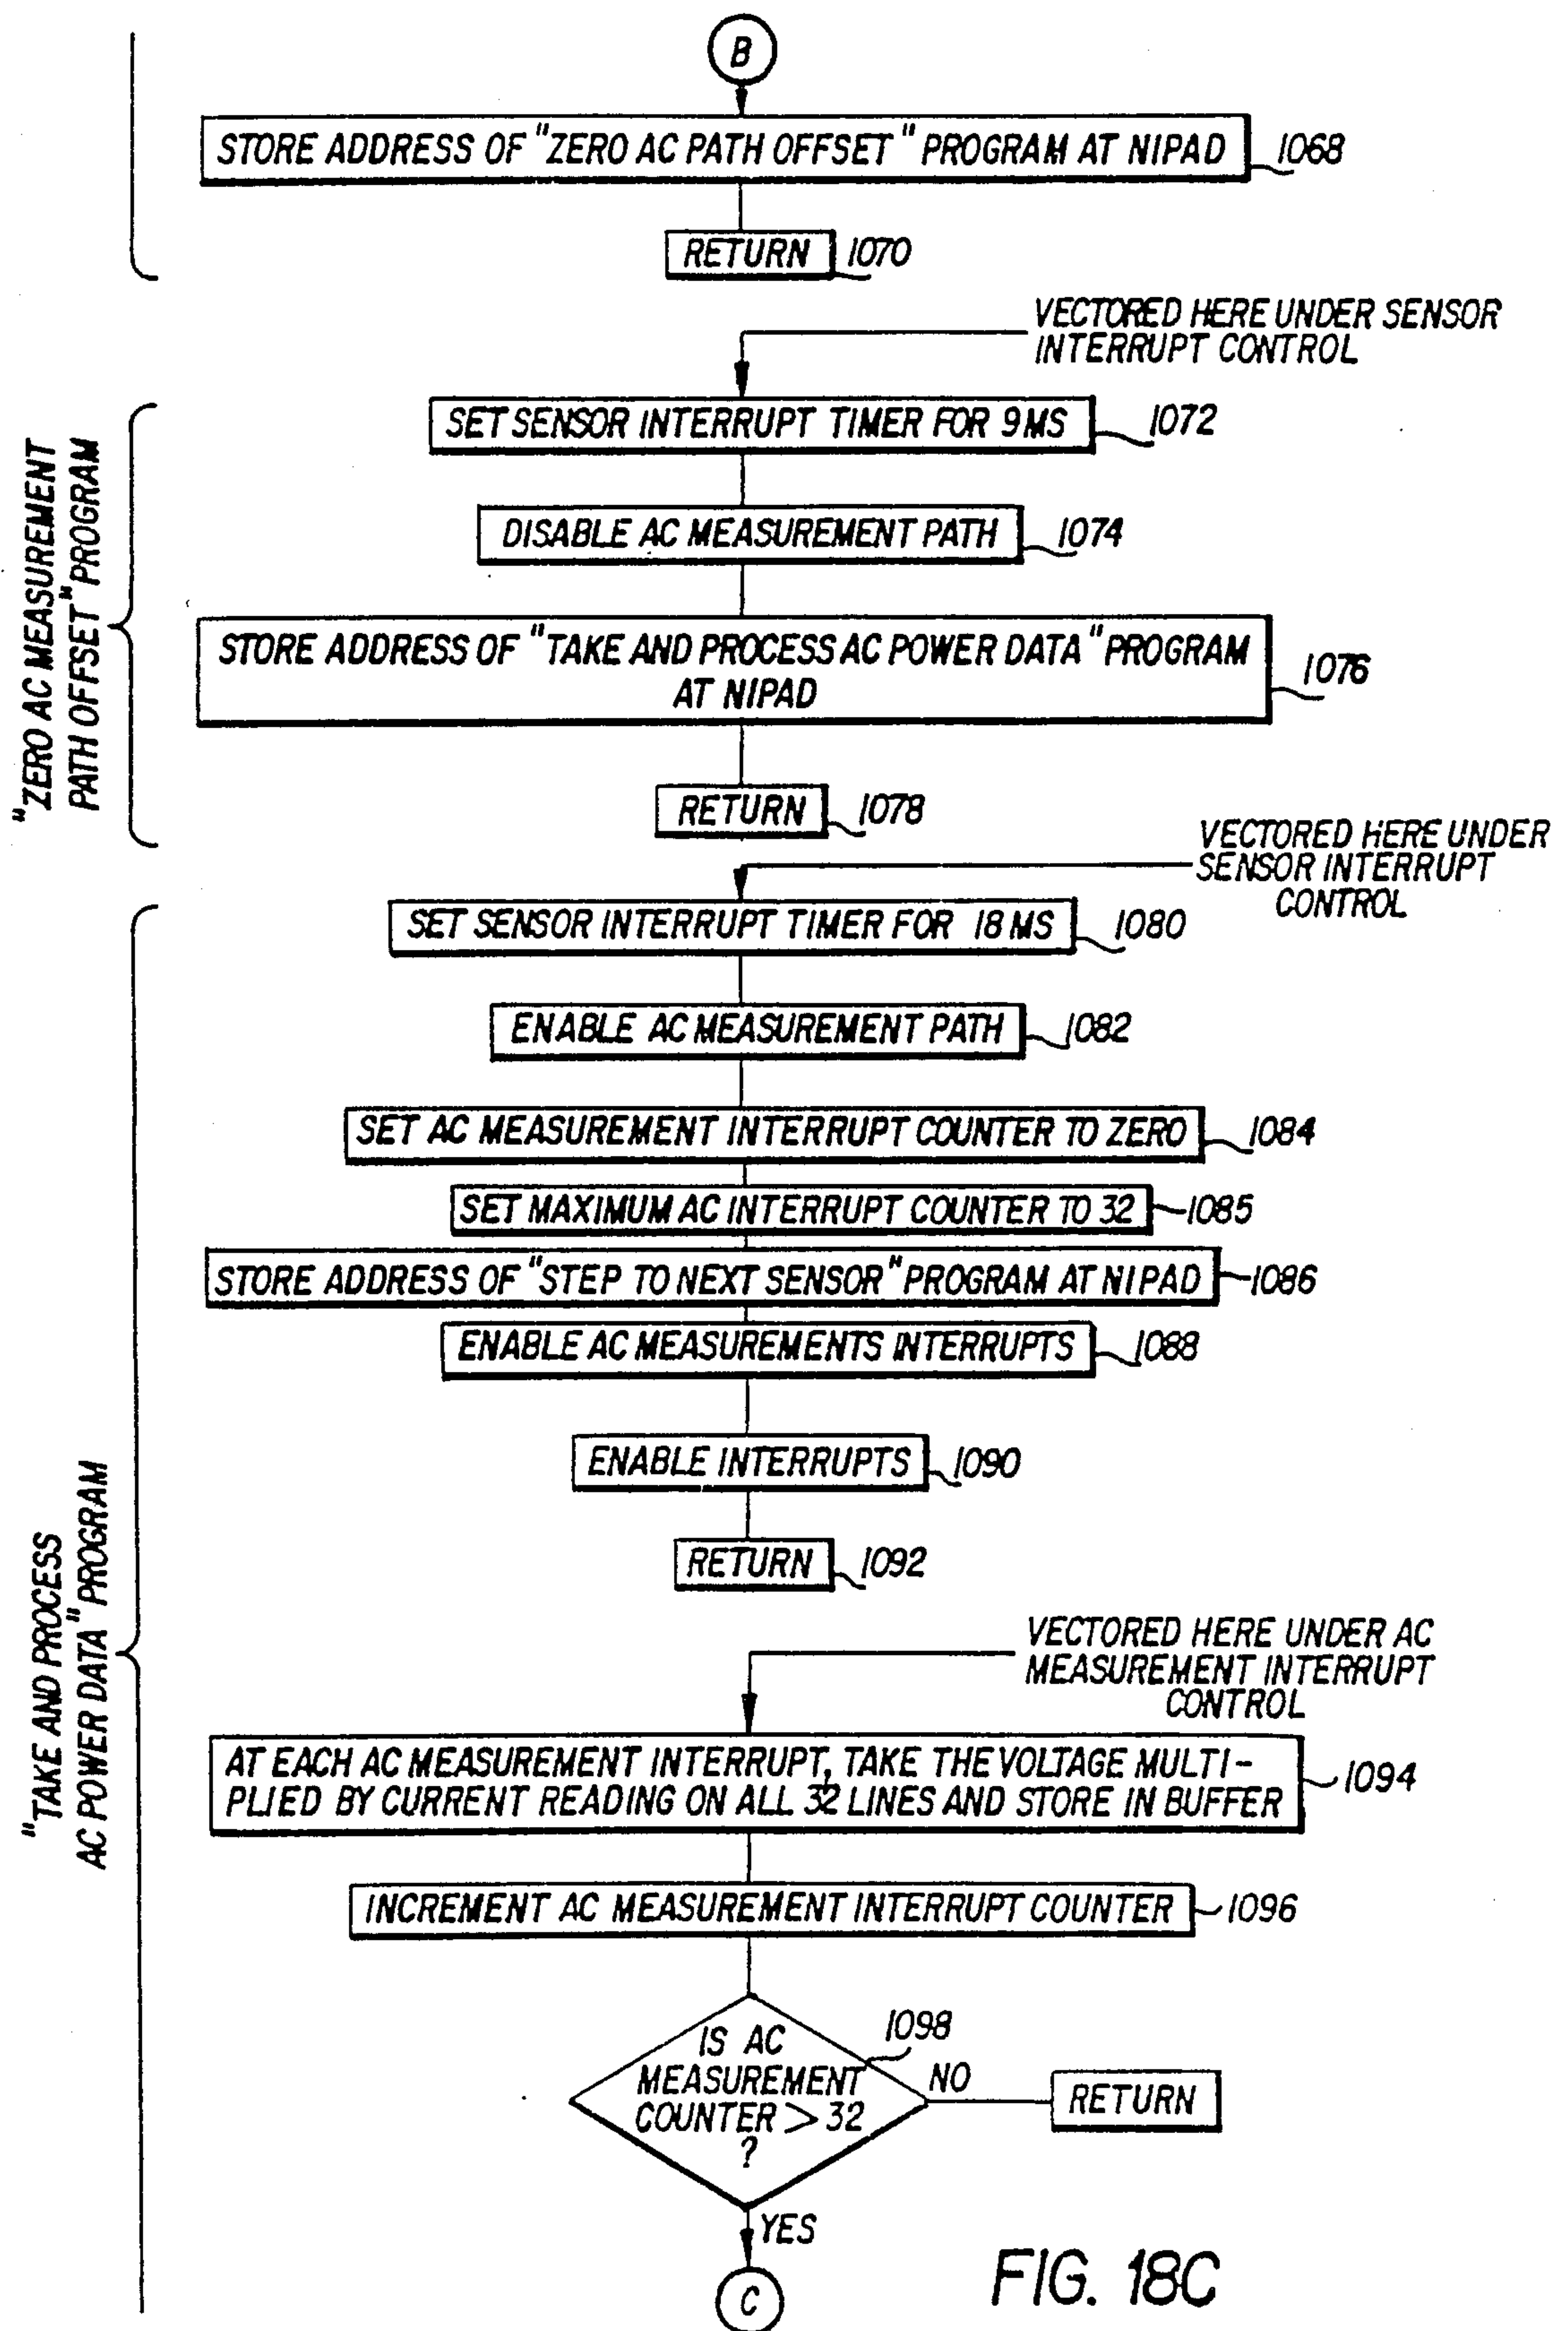 B
STORE ADDRESS OF "ZERO AC PATH OFFSET" PROGRAM AT NIPAD
1068
RETURN
1070
VECTORED HERE UNDER SENSOR
INTERRUPT CONTROL
"ZERO AC MEASUREMENT
PATH OFFSET" PROGRAM
SET SENSOR INTERRUPT TIMER FOR 9 MS
1072
DISABLE AC MEASUREMENT PATH
1074
STORE ADDRESS OF "TAKE AND PROCESS AC POWER DATA" PROGRAM
AT NIPAD
1076
RETURN
1078
VECTORED HERE UNDER
SENSOR INTERRUPT
CONTROL
"TAKE AND PROCESS
AC POWER DATA" PROGRAM
SET SENSOR INTERRUPT TIMER FOR 18 MS
1080
ENABLE AC MEASUREMENT PATH
1082
SET AC MEASUREMENT INTERRUPT COUNTER TO ZERO
1084
SET MAXIMUM AC INTERRUPT COUNTER TO 32
1085
STORE ADDRESS OF "STEP TO NEXT SENSOR" PROGRAM AT NIPAD
1086
ENABLE AC MEASUREMENTS INTERRUPTS
1088
ENABLE INTERRUPTS
1090
RETURN
1092
VECTORED HERE UNDER AC
MEASUREMENT INTERRUPT
CONTROL
AT EACH AC MEASUREMENT INTERRUPT, TAKE THE VOLTAGE MULTI-
PLIED BY CURRENT READING ON ALL 32 LINES AND STORE IN BUFFER
1094
INCREMENT AC MEASUREMENT INTERRUPT COUNTER
1096
IS AC
MEASUREMENT
COUNTER > 32
?
1098
NO
RETURN
YES
C
FIG. 18C